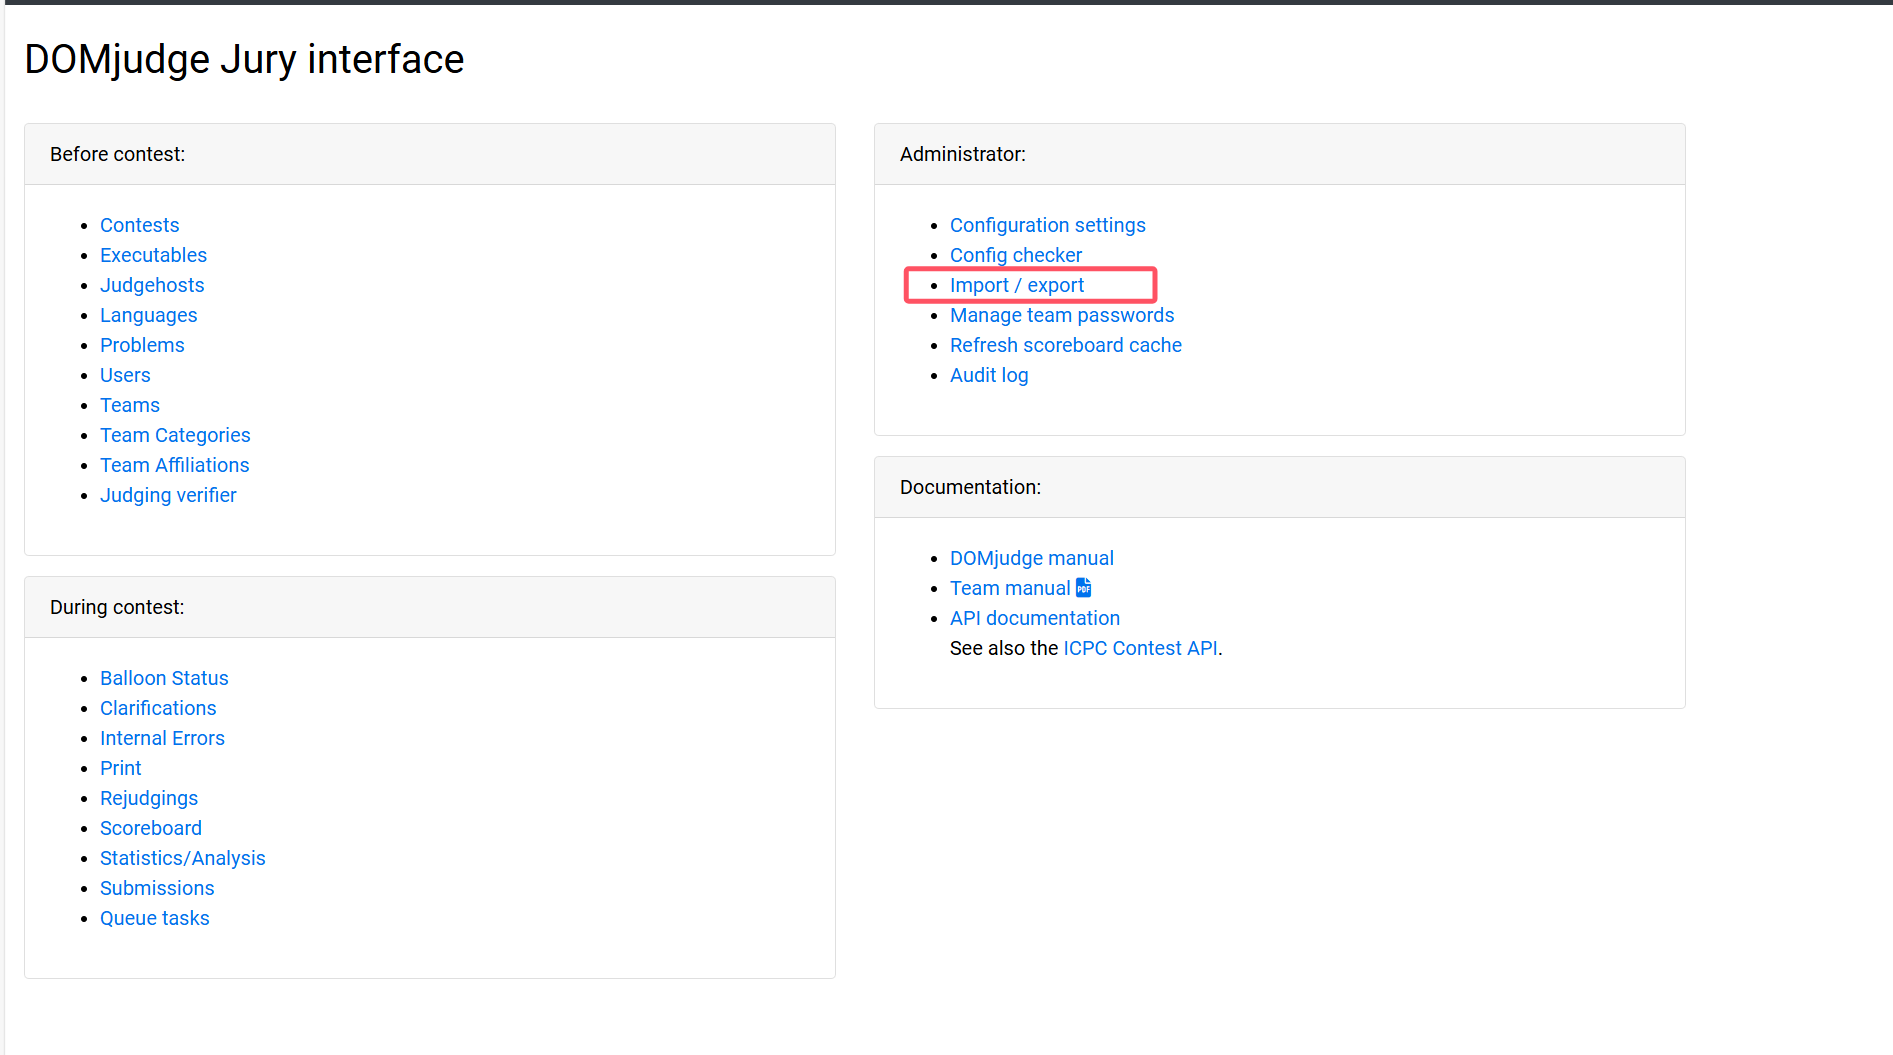 DOMjudge Jury interface
Before contest:
Contests
Executables
Judgehosts
Languages
Problems
Users
Teams
Team Categories
Team Affiliations
Judging verifier
During contest:
Balloon Status
Clarifications
Internal Errors
Print
Rejudgings
Scoreboard
Statistics/Analysis
Submissions
Queue tasks
Administrator:
Configuration settings
Config checker
Import / export
Manage team passwords
Refresh scoreboard cache
Audit log
Documentation:
DOMjudge manual
Team manual PDF
API documentation
See also the ICPC Contest API.